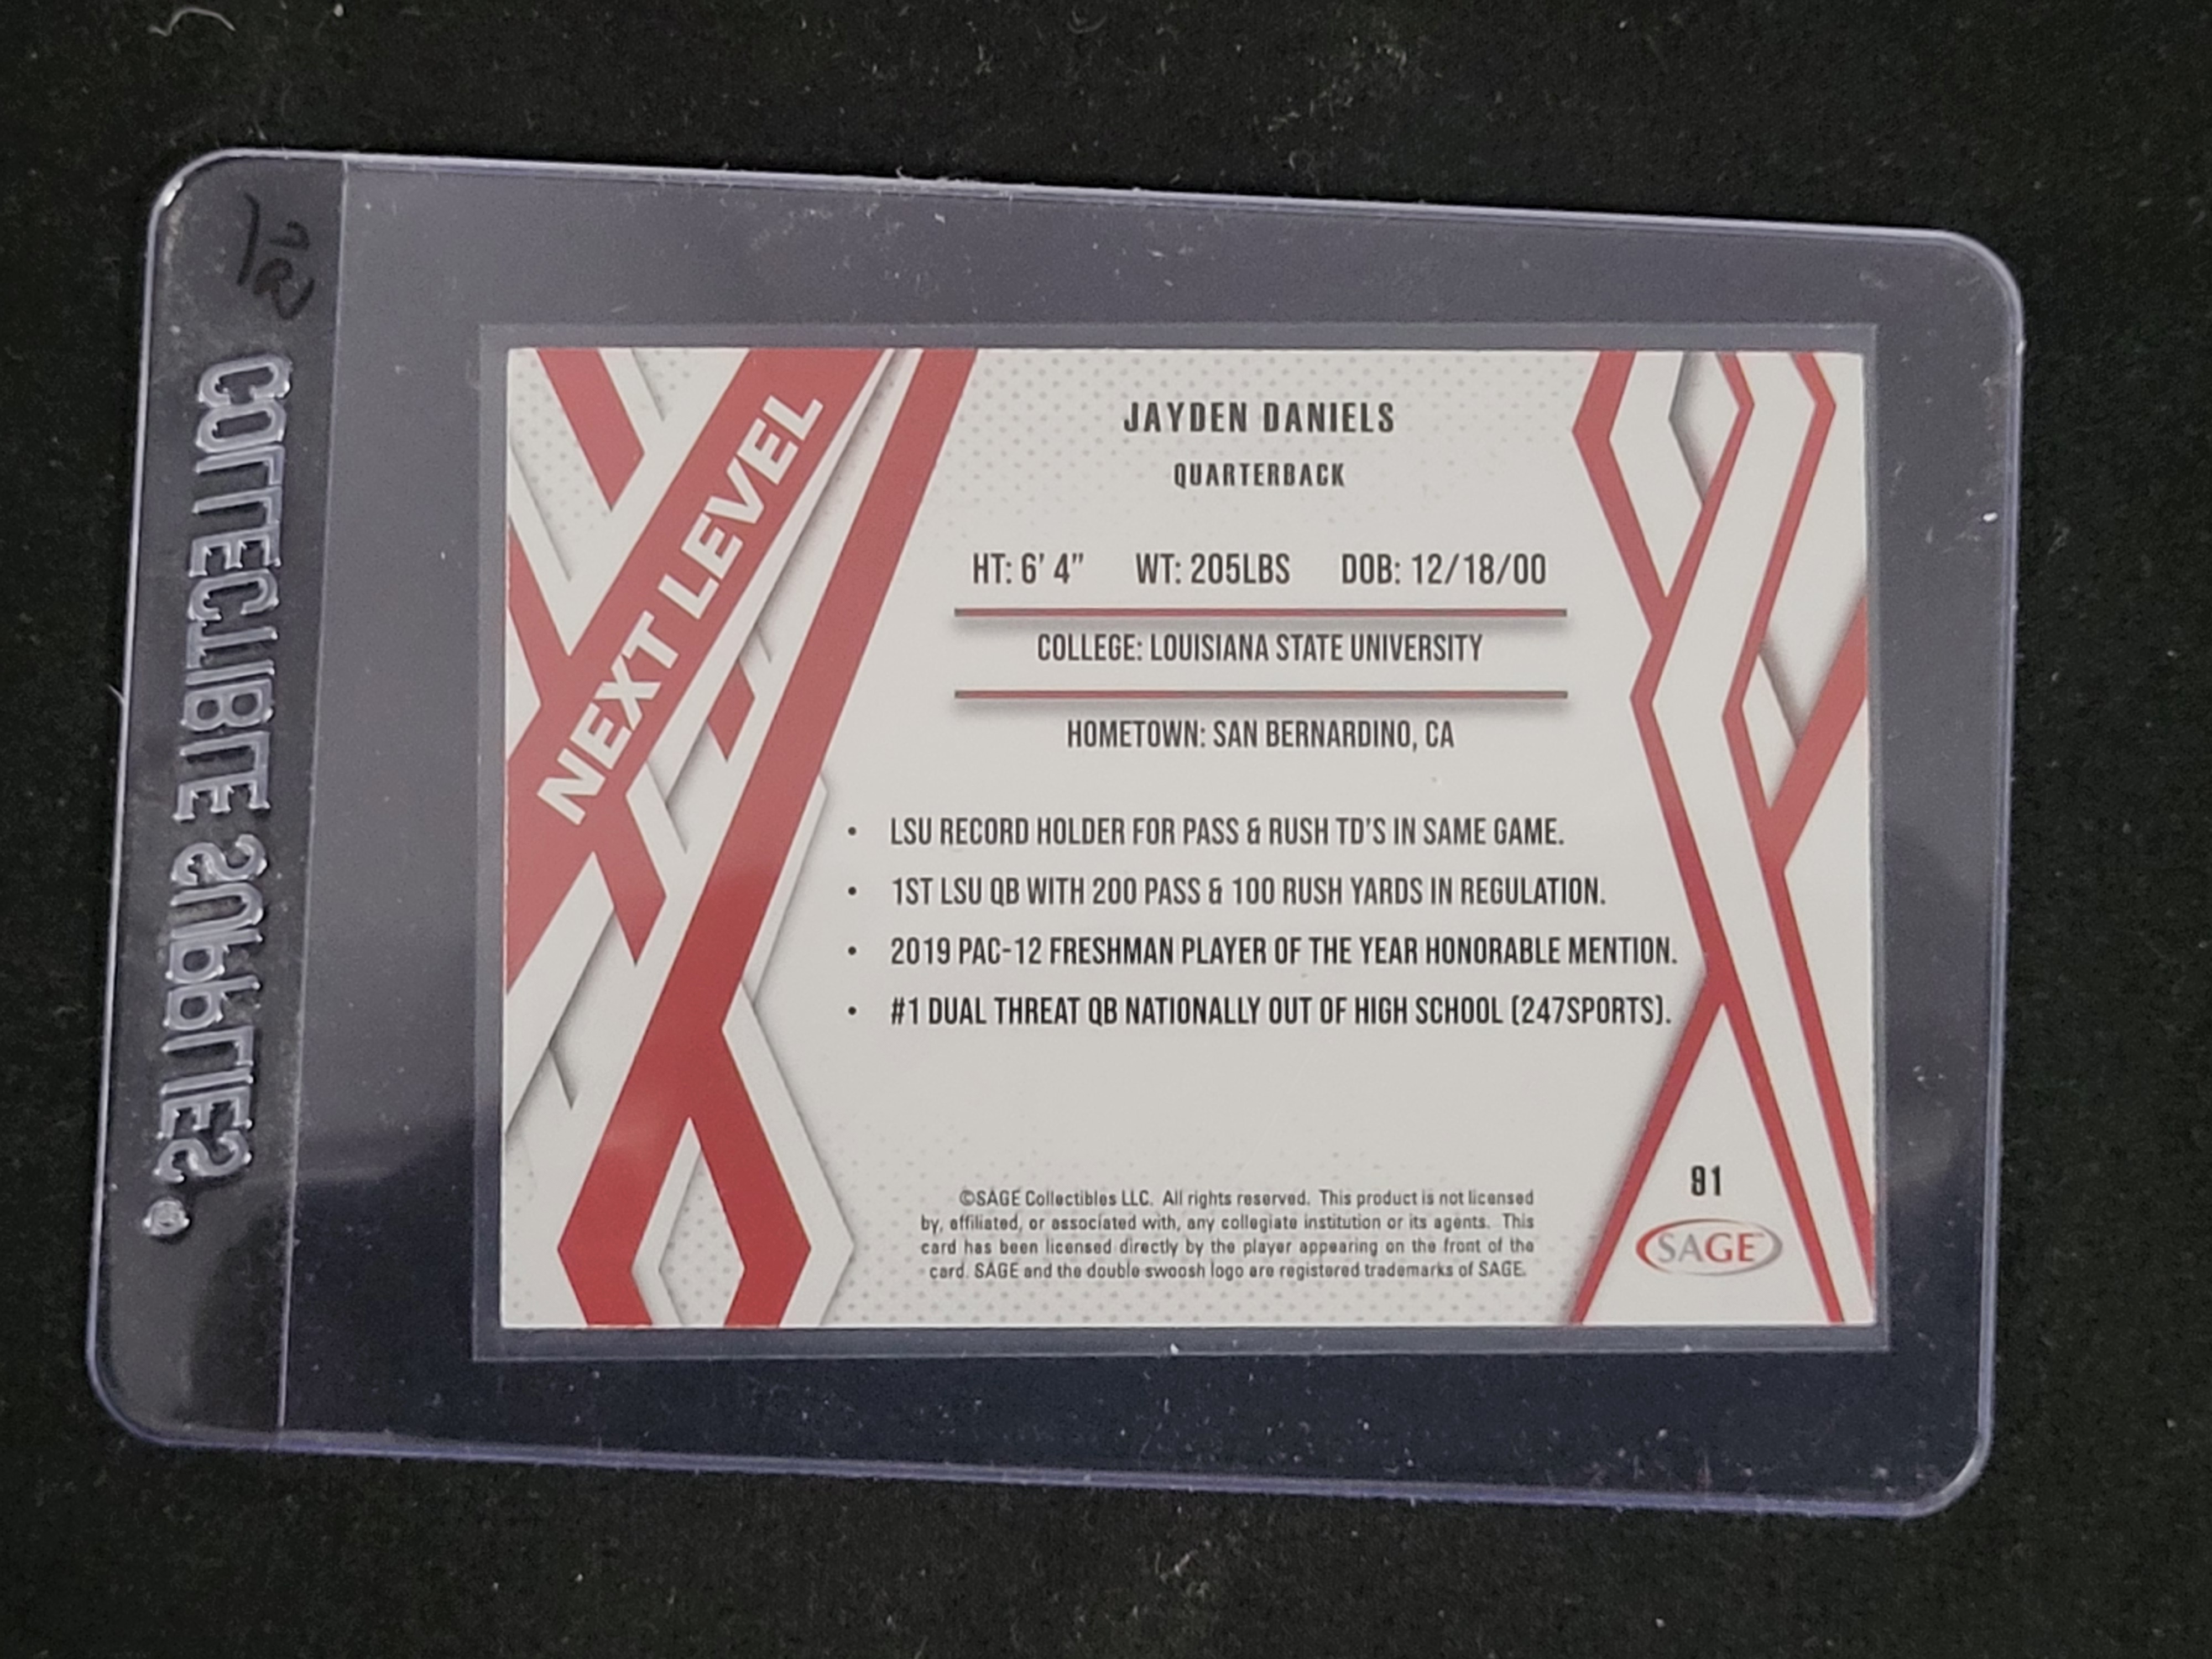 COLLECTIBLE SUPPLIES
NEXT LEVEL
JAYDEN DANIELS
QUARTERBACK
HT: 6' 4" WT: 205LBS DOB: 12/18/00
COLLEGE: LOUISIANA STATE UNIVERSITY
HOMETOWN: SAN BERNARDINO, CA
• LSU RECORD HOLDER FOR PASS & RUSH TD'S IN SAME GAME.
• 1ST LSU QB WITH 200 PASS & 100 RUSH YARDS IN REGULATION.
• 2019 PAC-12 FRESHMAN PLAYER OF THE YEAR HONORABLE MENTION.
• #1 DUAL THREAT QB NATIONALLY OUT OF HIGH SCHOOL (247SPORTS).
©SAGE Collectibles LLC. All rights reserved. This product is not licensed
by, affiliated, or associated with, any collegiate institution or its agents. This
card has been licensed directly by the player appearing on the front of the
card. SAGE and the double swoosh logo are registered trademarks of SAGE.
91
SAGE